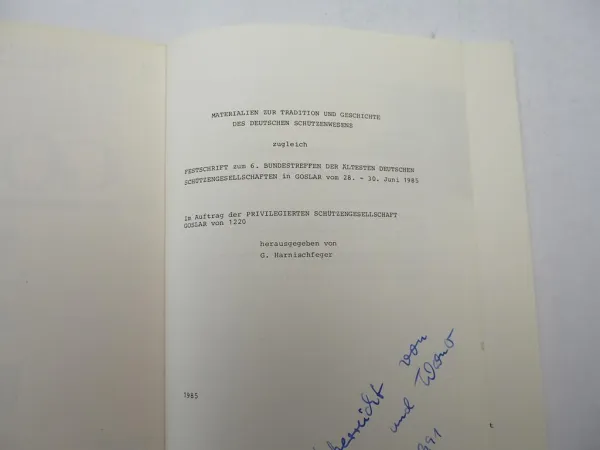 MATERIALIEN ZUR TRADITION UND GESCHICHTE
DES DEUTSCHEN SCHÜTZENWESENS
zugleich
FESTSCHRIFT zum 6. BUNDESTREFFEN DER ÄLTESTEN DEUTSCHEN
SCHÜTZENGESELLSCHAFTEN in GOSLAR vom 28. - 30. Juni 1985
im Auftrag der PRIVILEGIERTEN SCHÜTZENGESELLSCHAFT
GOSLAR von 1220
herausgegeben von
G. Harnischfeger
1985
von
und